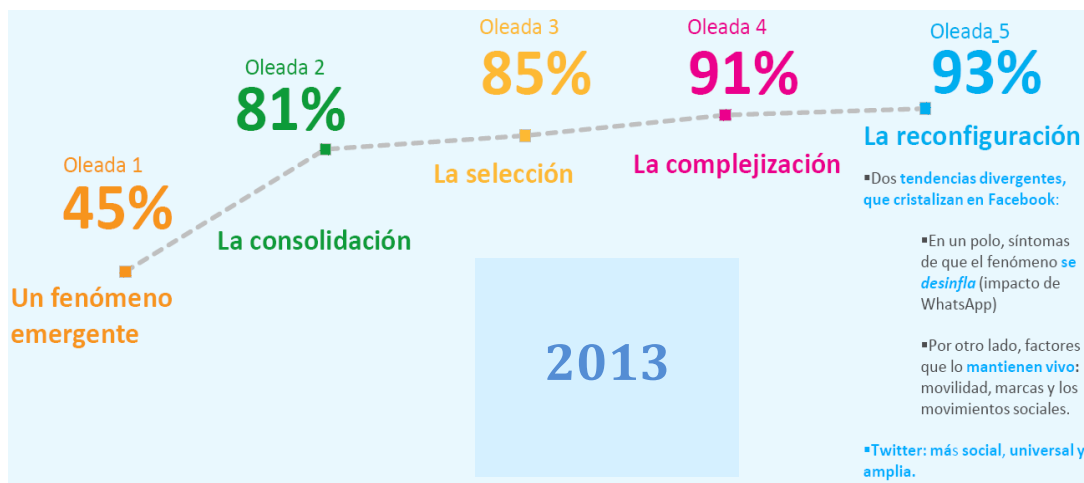 Oleada 1
45%
Un fenómeno
emergente
Oleada 2
81%
La consolidación
Oleada 3
85%
La selección
Oleada 4
91%
La complejización
Oleada_5
93%
La reconfiguración
▪Dos tendencias divergentes,
que cristalizan en Facebook:
▪En un polo, síntomas
de que el fenómeno se
desinfla (impacto de
WhatsApp)
▪Por otro lado, factores
que lo mantienen vivo:
movilidad, marcas y los
movimientos sociales.
▪Twitter: más social, universal y
amplia.
2013